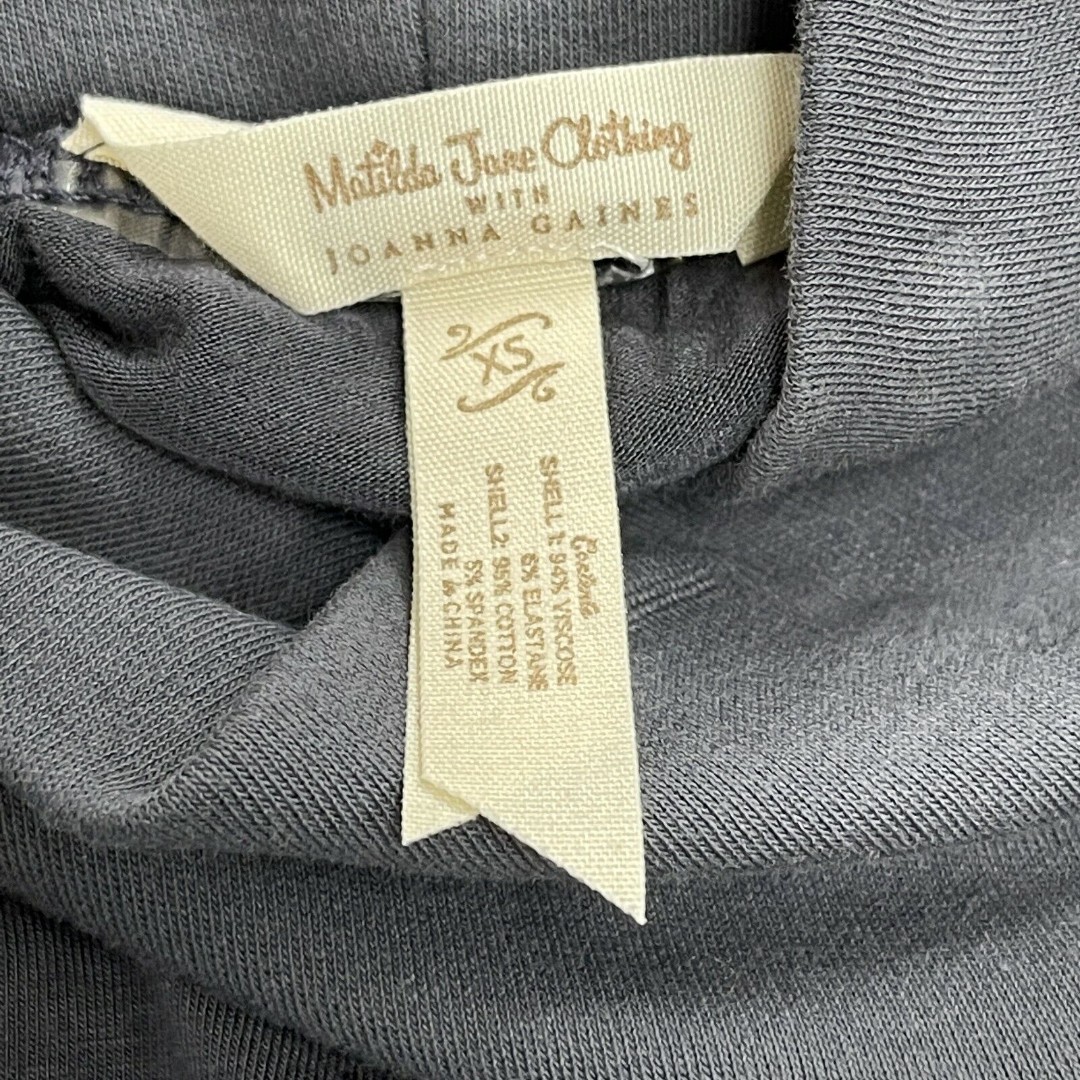 Matilda Jane Clothing
WITH
JOANNA GAINES
XS
SHELL 1: 94% VISCOSE
6% ELASTANE
SHELL 2: 95% COTTON
5% SPANDEX
MADE IN CHINA